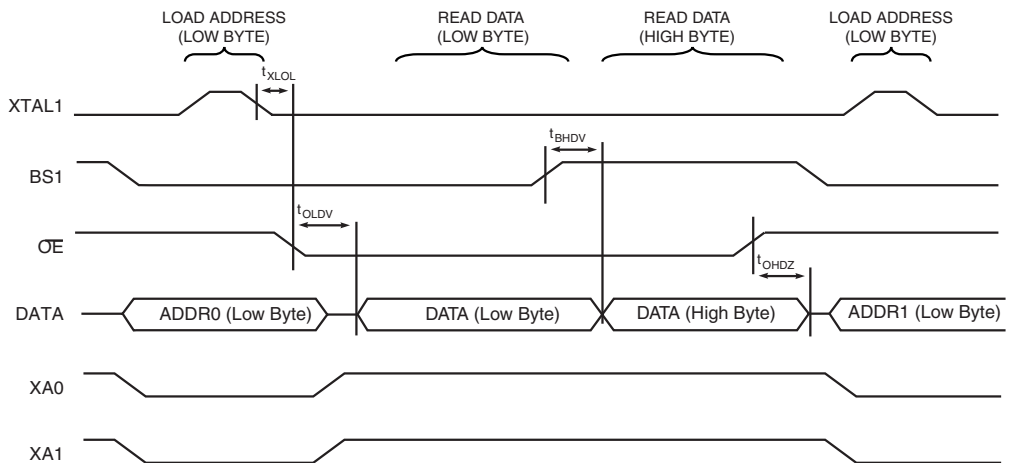 LOAD ADDRESS
(LOW BYTE)
READ DATA
(LOW BYTE)
READ DATA
(HIGH BYTE)
LOAD ADDRESS
(LOW BYTE)
tXLOL
XTAL1
tBHDV
BS1
tOLDV
OE
tOHDZ
DATA
ADDR0 (Low Byte)
DATA (Low Byte)
DATA (High Byte)
ADDR1 (Low Byte)
XA0
XA1